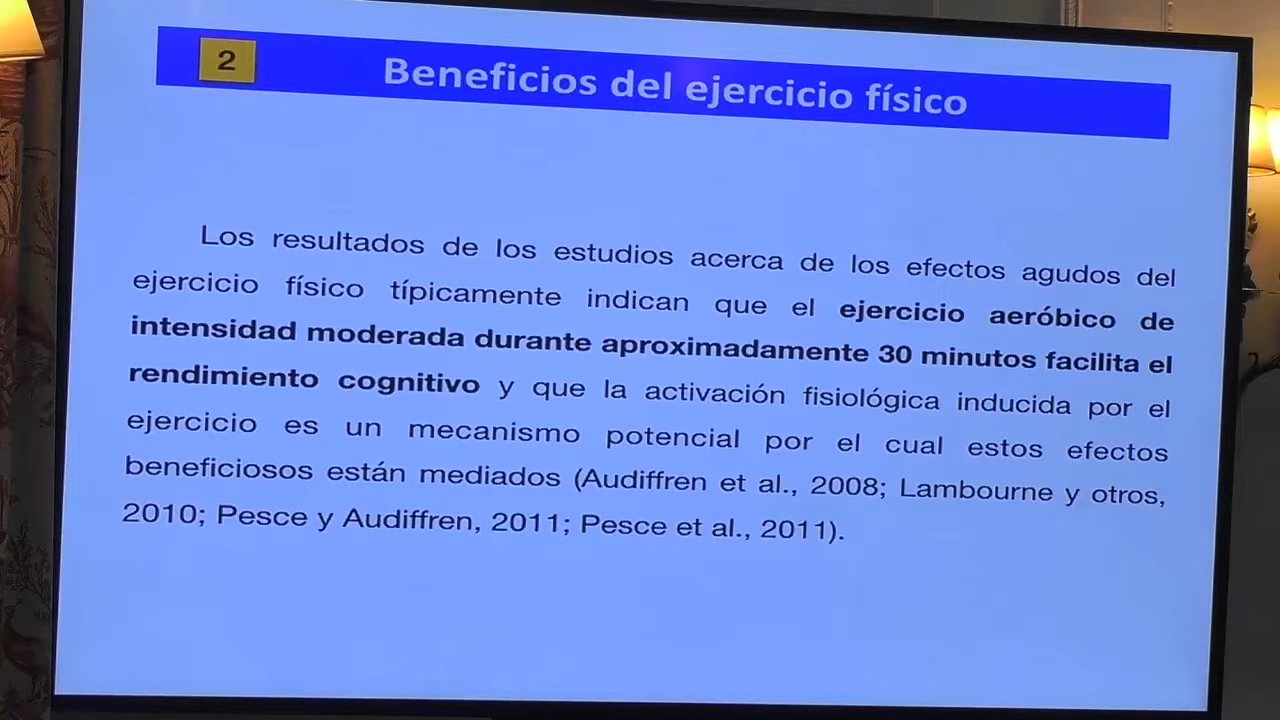 2
Beneficios del ejercicio físico
Los resultados de los estudios acerca de los efectos agudos del
ejercicio físico típicamente indican que el ejercicio aeróbico de
intensidad moderada durante aproximadamente 30 minutos facilita el
rendimiento cognitivo y que la activación fisiológica inducida por el
ejercicio es un mecanismo potencial por el cual estos efectos
beneficiosos están mediados (Audiffren et al., 2008; Lambourne y otros,
2010; Pesce y Audiffren, 2011; Pesce et al., 2011).